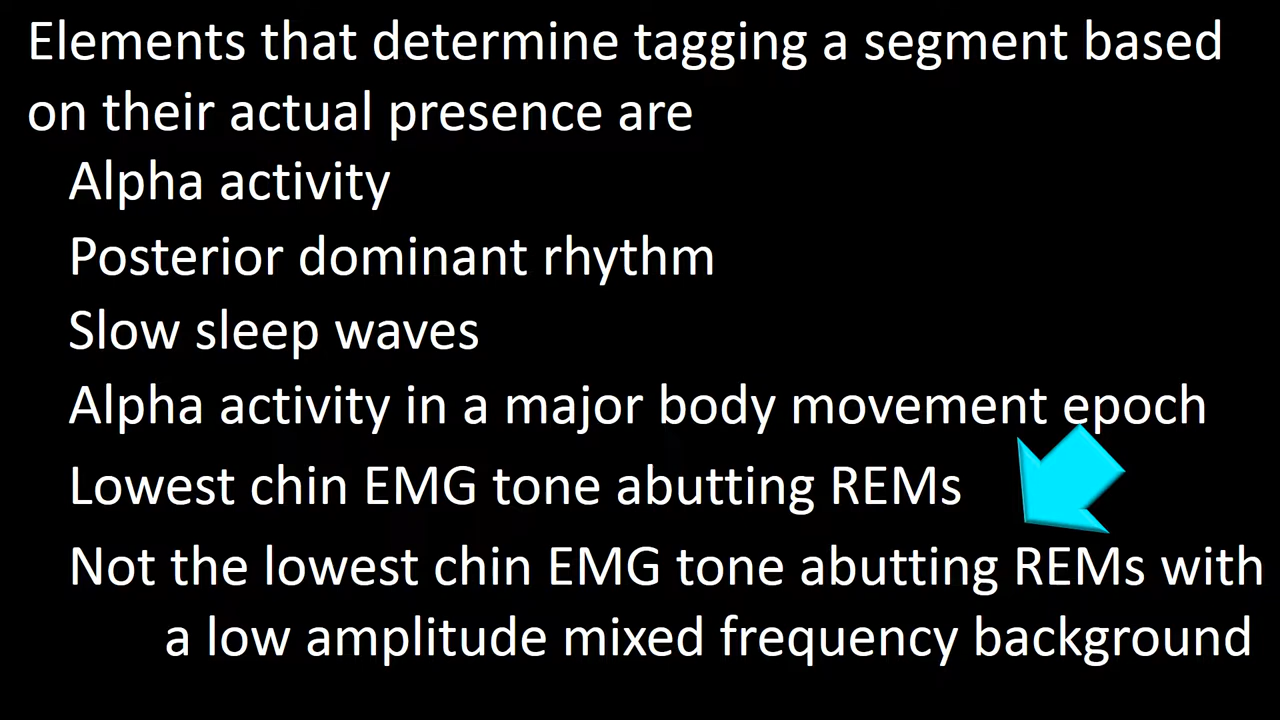 Elements that determine tagging a segment based
on their actual presence are
Alpha activity
Posterior dominant rhythm
Slow sleep waves
Alpha activity in a major body movement epoch
Lowest chin EMG tone abutting REMs
Not the lowest chin EMG tone abutting REMs with
a low amplitude mixed frequency background